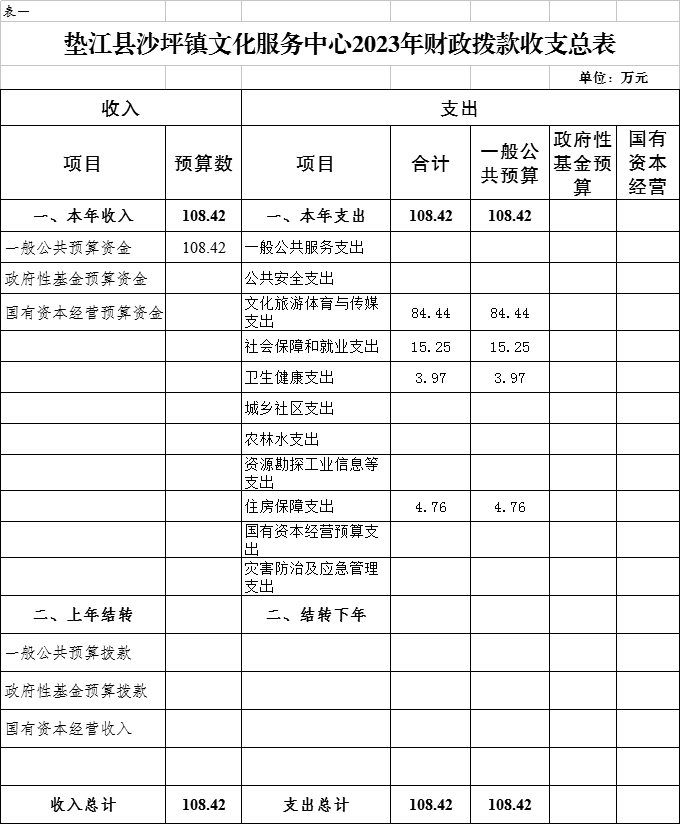 表一
垫江县沙坪镇文化服务中心2023年财政拨款收支总表
单位：万元
收入 支出
项目 预算数 项目 合计 一般公共预算 政府性基金预算 国有资本经营
一、本年收入 108.42 一、本年支出 108.42 108.42
一般公共预算资金 108.42 一般公共服务支出
政府性基金预算资金 公共安全支出
国有资本经营预算资金 文化旅游体育与传媒支出 84.44 84.44
社会保障和就业支出 15.25 15.25
卫生健康支出 3.97 3.97
城乡社区支出
农林水支出
资源勘探工业信息等支出
住房保障支出 4.76 4.76
国有资本经营预算支出
灾害防治及应急管理支出
二、上年结转 二、结转下年
一般公共预算拨款
政府性基金预算拨款
国有资本经营收入
收入总计 108.42 支出总计 108.42 108.42